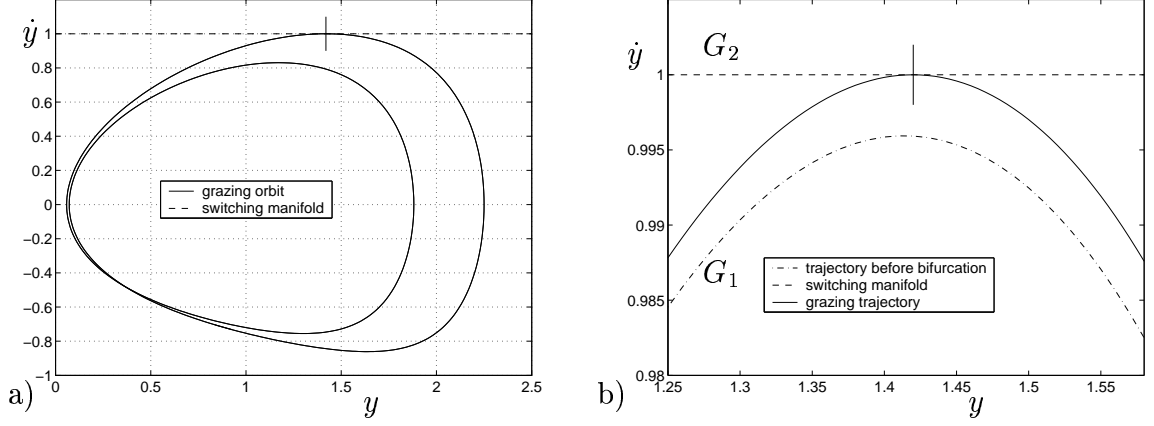 ẏ
1
0.8
0.6
0.4
0.2
0
−0.2
−0.4
−0.6
−0.8
−1
grazing orbit
switching manifold
0 0.5 1 1.5 2 2.5
a) y
ẏ
G₂
1
0.995
0.99
0.985
0.98
G₁
trajectory before bifurcation
switching manifold
grazing trajectory
1.25 1.3 1.35 1.4 1.45 1.5 1.55
b) y